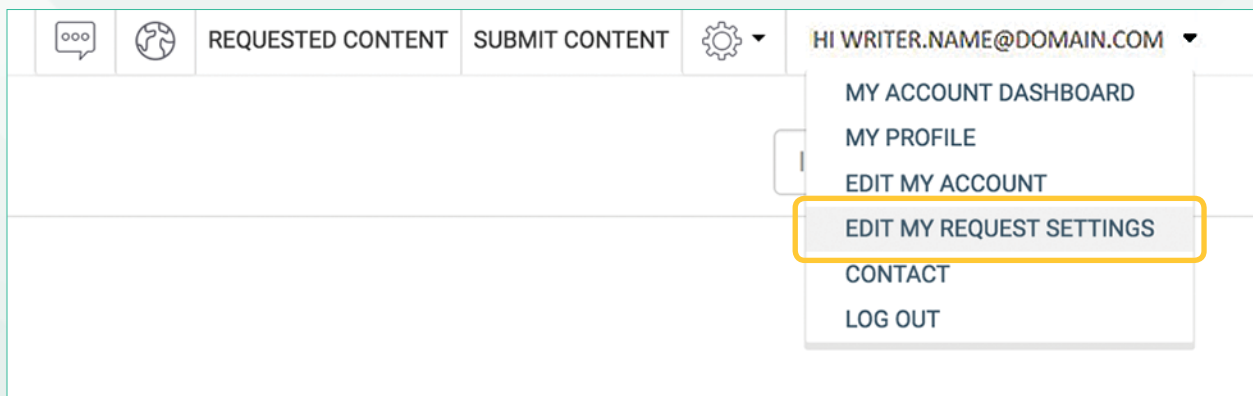 REQUESTED CONTENT SUBMIT CONTENT HI WRITER.NAME@DOMAIN.COM
MY ACCOUNT DASHBOARD
MY PROFILE
EDIT MY ACCOUNT
EDIT MY REQUEST SETTINGS
CONTACT
LOG OUT